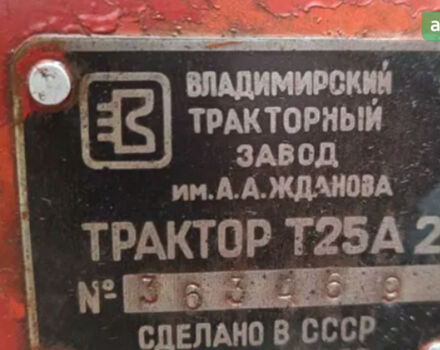 ВЛАДИМИРСКИЙ
ТРАКТОРНЫЙ
ЗАВОД
им. А.А.ЖДАНОВА
ТРАКТОР Т25А 2
№ 363469
СДЕЛАНО В СССР